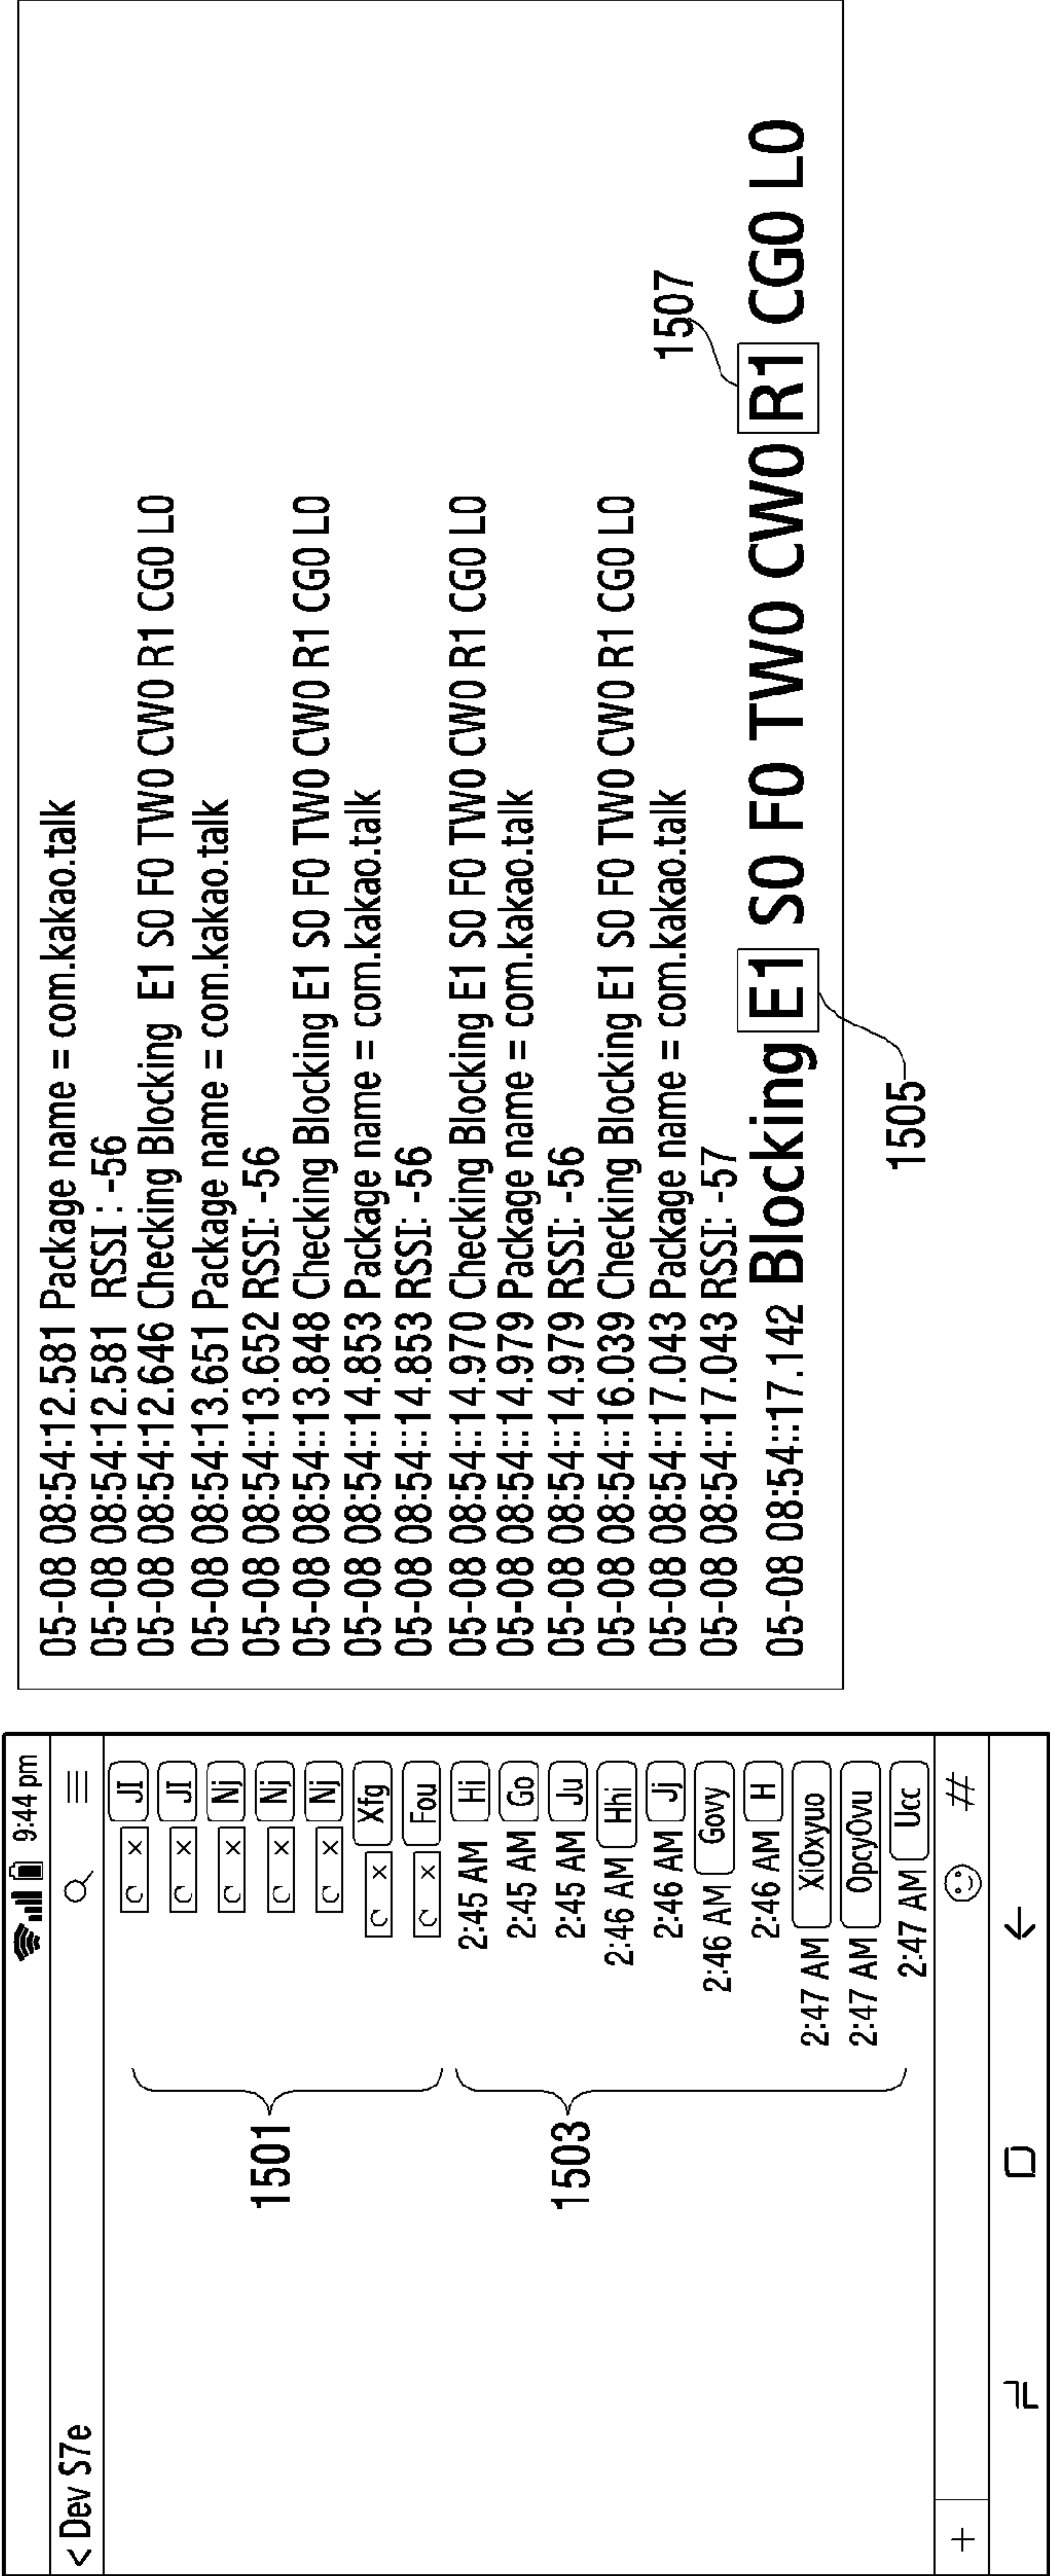 9:44 pm
< Dev S7e
C x JI
C x JI
C x Nj
C x Nj
C x Nj
C x Xfg
C x Fou
2:45 AM Hi
2:45 AM Go
2:45 AM Ju
2:46 AM Hhi
2:46 AM Jj
2:46 AM Govy
2:46 AM H
2:47 AM XiOxyuo
2:47 AM OpcyOvu
2:47 AM Ucc
+ #
1501
1503
05-08 08:54:12.581 Package name = com.kakao.talk
05-08 08:54:12.581 RSSI : -56
05-08 08:54:12.646 Checking Blocking E1 SO F0 TW0 CW0 R1 CG0 L0
05-08 08:54:13.651 Package name = com.kakao.talk
05-08 08:54::13.652 RSSI: -56
05-08 08:54::13.848 Checking Blocking E1 SO F0 TW0 CW0 R1 CG0 L0
05-08 08:54::14.853 Package name = com.kakao.talk
05-08 08:54::14.853 RSSI: -56
05-08 08:54::14.970 Checking Blocking E1 SO F0 TW0 CW0 R1 CG0 L0
05-08 08:54::14.979 Package name = com.kakao.talk
05-08 08:54::14.979 RSSI: -56
05-08 08:54::16.039 Checking Blocking E1 SO F0 TW0 CW0 R1 CG0 L0
05-08 08:54::17.043 Package name = com.kakao.talk
05-08 08:54::17.043 RSSI: -57
05-08 08:54::17.142 Blocking E1 S0 F0 TW0 CW0 R1 CG0 L0
1507
1505